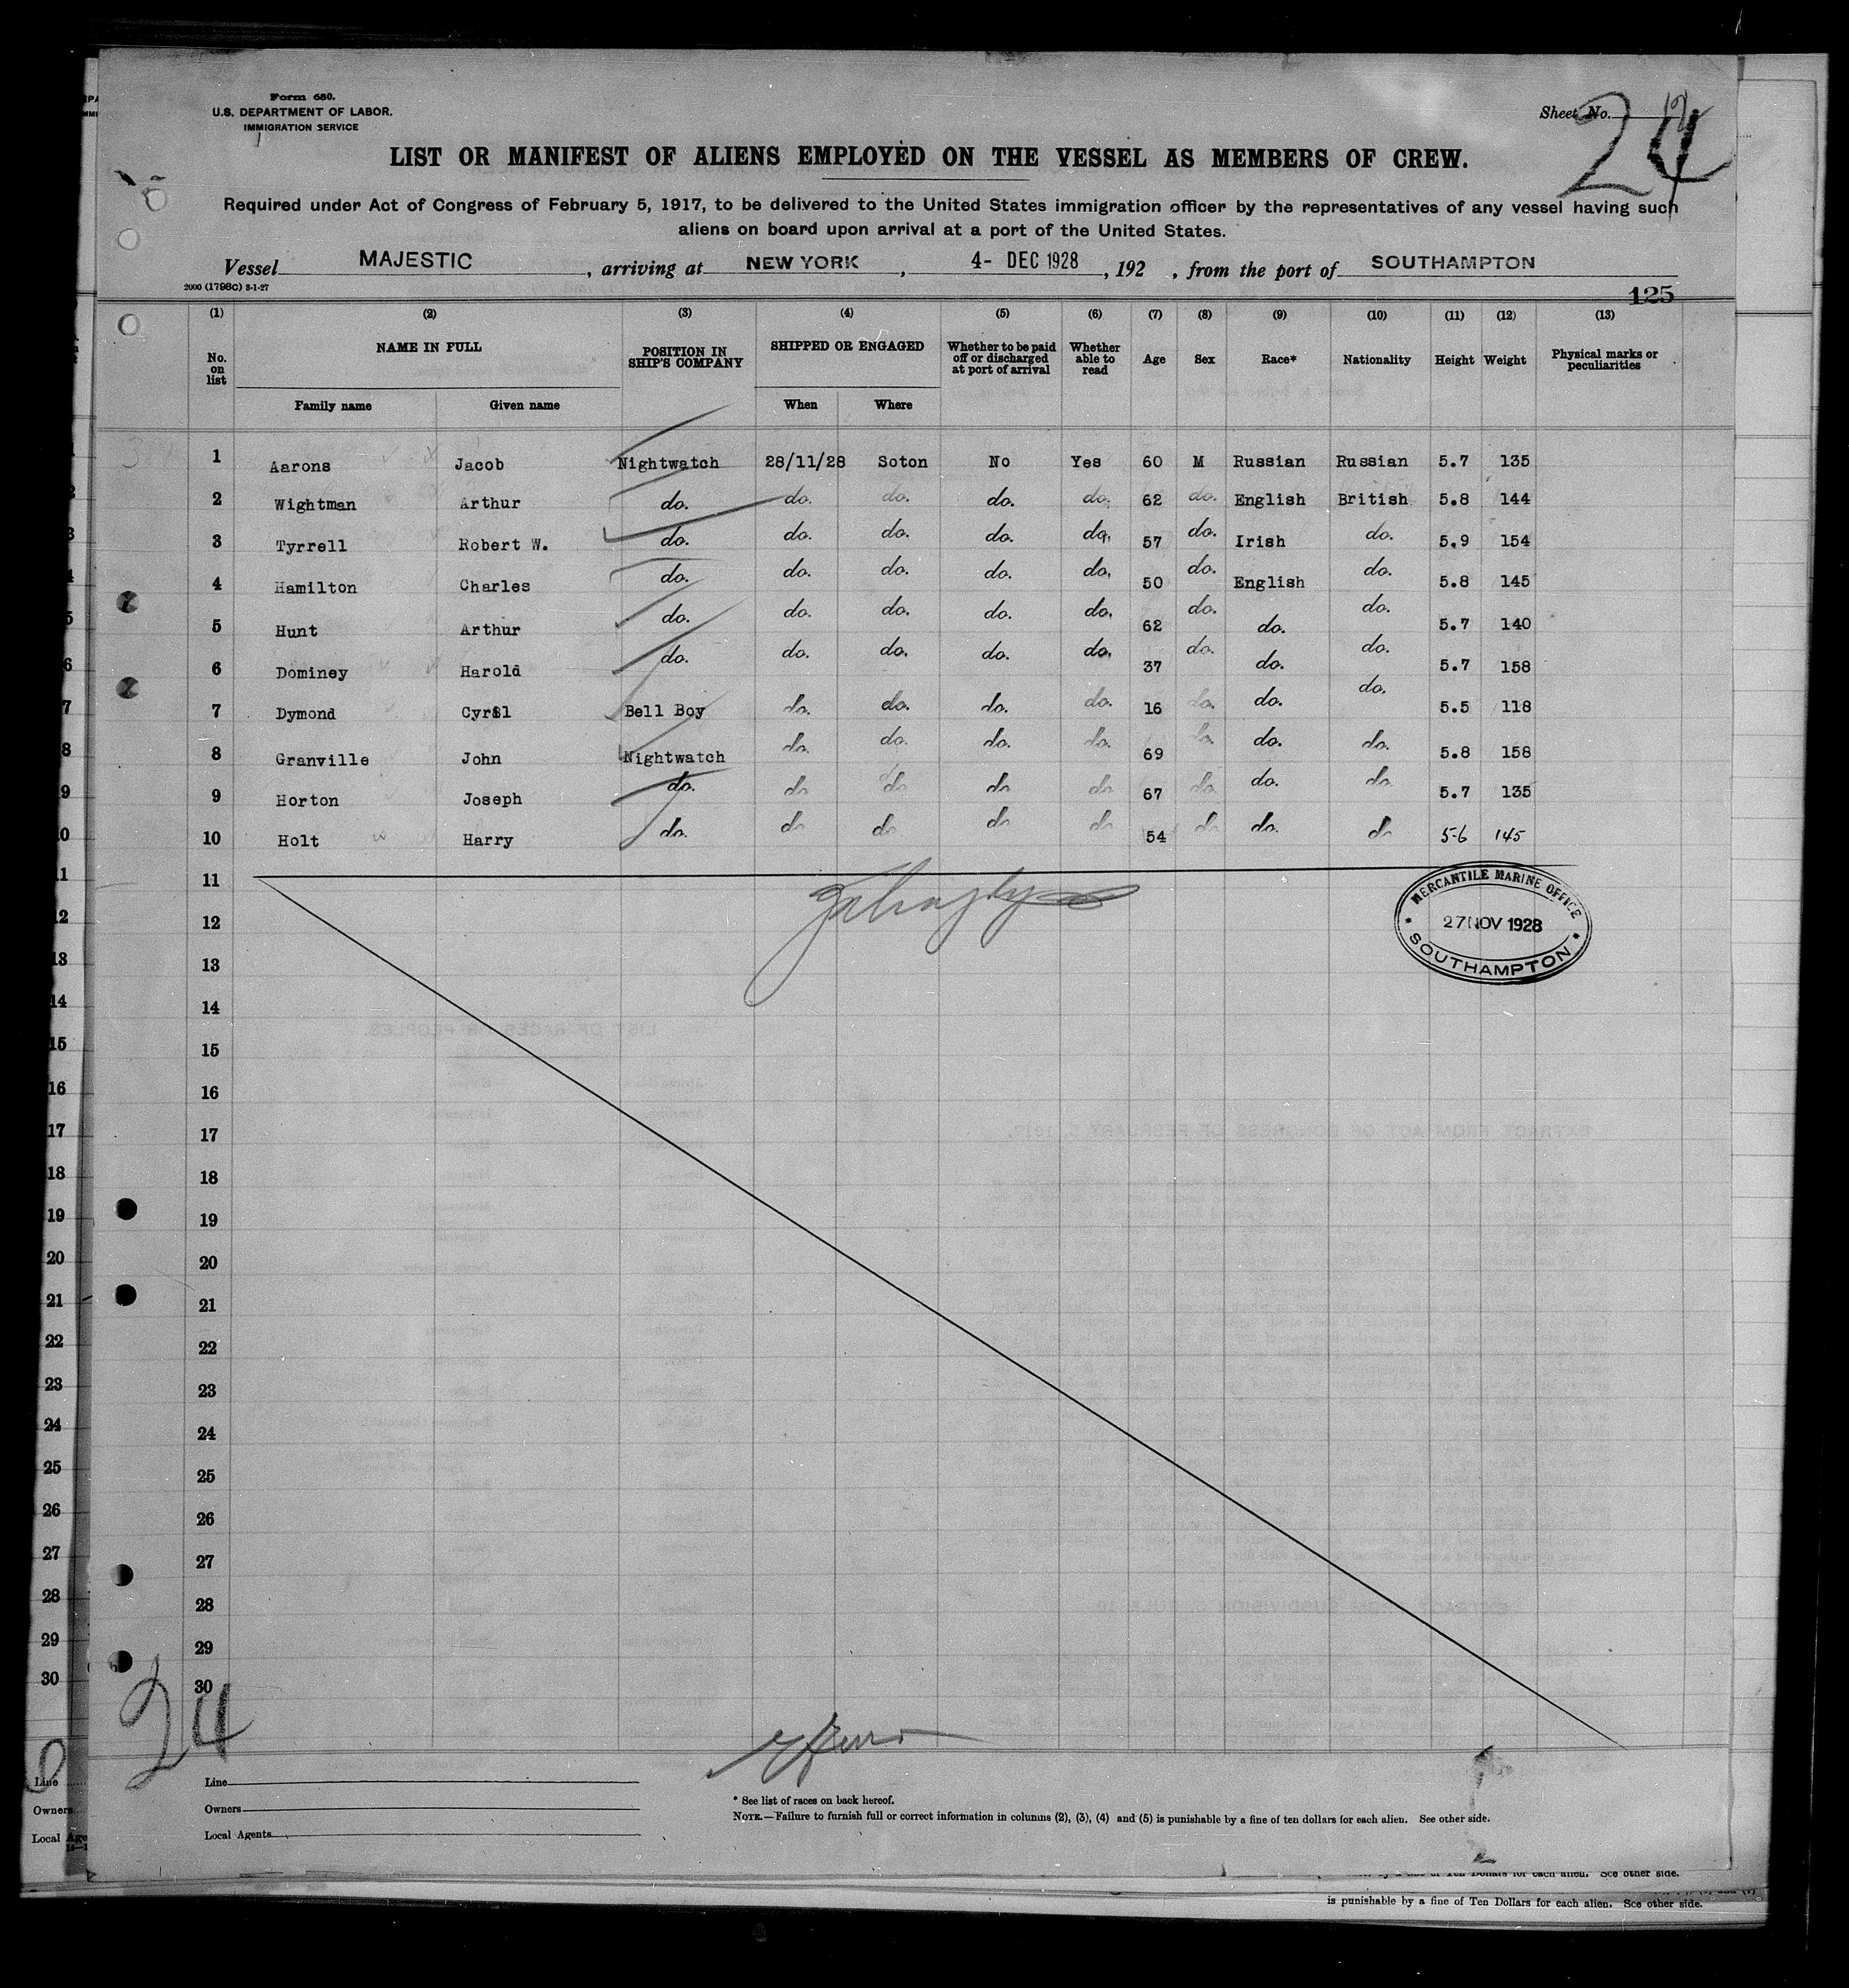 Form 680.
U.S. DEPARTMENT OF LABOR.
IMMIGRATION SERVICE
Sheet No.
24
LIST OR MANIFEST OF ALIENS EMPLOYED ON THE VESSEL AS MEMBERS OF CREW.
Required under Act of Congress of February 5, 1917, to be delivered to the United States immigration officer by the representatives of any vessel having such
aliens on board upon arrival at a port of the United States.
Vessel MAJESTIC , arriving at NEW YORK , 4- DEC 1928 , 192 , from the port of SOUTHAMPTON
2000 (1798c) 3-1-27
125
(1) (2) (3) (4) (5) (6) (7) (8) (9) (10) (11) (12) (13)
No. on list NAME IN FULL POSITION IN SHIP'S COMPANY SHIPPED OR ENGAGED Whether to be paid off or discharged at port of arrival Whether able to read Age Sex Race* Nationality Height Weight Physical marks or peculiarities
Family name Given name When Where
1 Aarons Jacob Nightwatch 28/11/28 Soton No Yes 60 M Russian Russian 5.7 135
2 Wightman Arthur do. do. do. do. do. 62 do. English British 5.8 144
3 Tyrrell Robert W. do. do. do. do. do. 57 do. Irish do. 5.9 154
4 Hamilton Charles do. do. do. do. do. 50 do. English do. 5.8 145
5 Hunt Arthur do. do. do. do. do. 62 do. do. do. 5.7 140
6 Dominey Harold do. do. do. do. do. 37 do. do. do. 5.7 158
7 Dymond Cyril Bell Boy do. do. do. do. 16 do. do. do. 5.5 118
8 Granville John Nightwatch do. do. do. do. 69 do. do. do. 5.8 158
9 Horton Joseph do. do do do do 67 do. do. do. 5.7 135
10 Holt Harry do. do do do do 54 do do. do 5-6 145
11
MERCANTILE MARINE OFFICE
27 NOV 1928
SOUTHAMPTON
12
13
14
15
16
17
18
19
20
21
22
23
24
25
26
27
28
29
30
24
Line
Owners
Local Agents
* See list of races on back hereof.
NOTE.—Failure to furnish full or correct information in columns (2), (3), (4) and (5) is punishable by a fine of ten dollars for each alien. See other side.
is punishable by a fine of Ten Dollars for each alien. See other side.